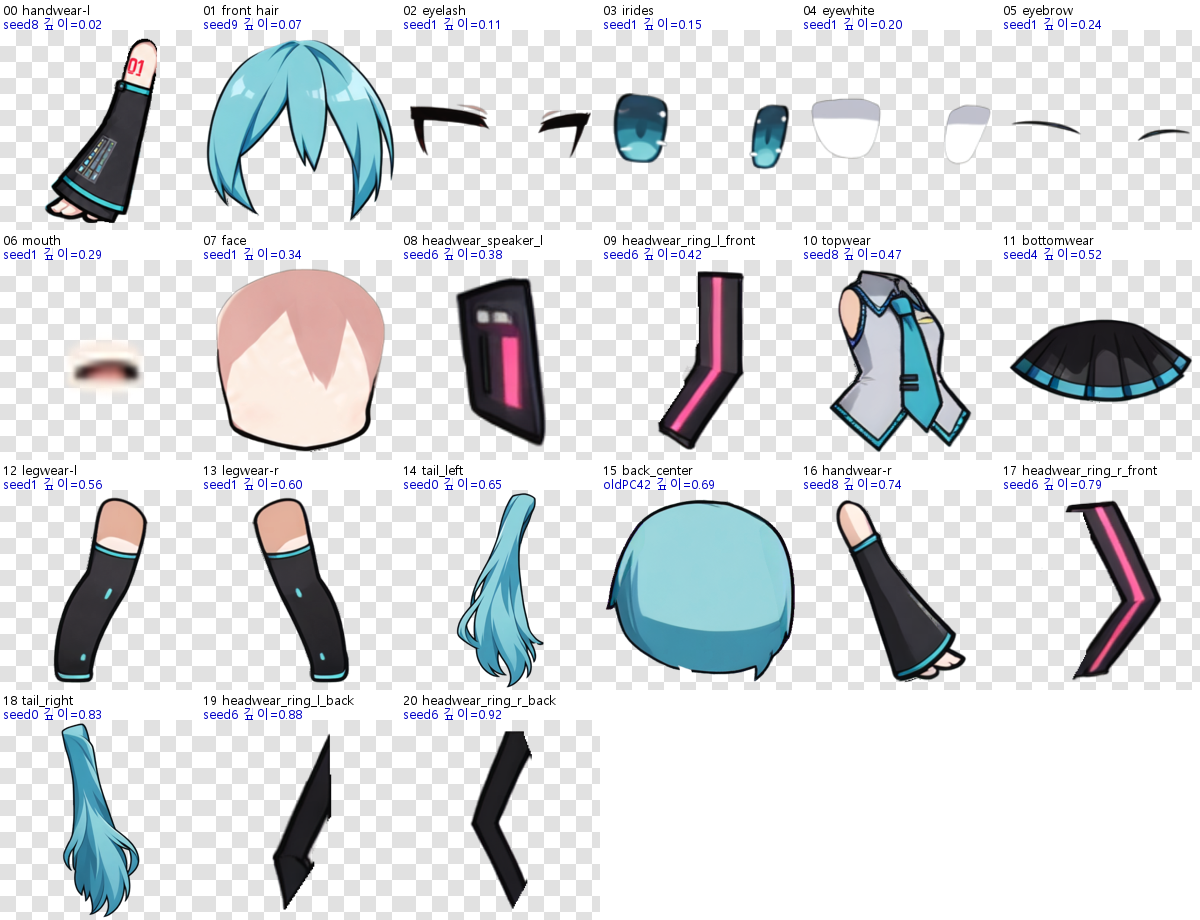 00 handwear-l
seed8 깊이=0.02
01 front hair
seed9 깊이=0.07
02 eyelash
seed1 깊이=0.11
03 irides
seed1 깊이=0.15
04 eyewhite
seed1 깊이=0.20
05 eyebrow
seed1 깊이=0.24
01
06 mouth
seed1 깊이=0.29
07 face
seed1 깊이=0.34
08 headwear_speaker_l
seed6 깊이=0.38
09 headwear_ring_l_front
seed6 깊이=0.42
10 topwear
seed8 깊이=0.47
11 bottomwear
seed4 깊이=0.52
12 legwear-l
seed1 깊이=0.56
13 legwear-r
seed1 깊이=0.60
14 tail_left
seed0 깊이=0.65
15 back_center
oldPC42 깊이=0.69
16 handwear-r
seed8 깊이=0.74
17 headwear_ring_r_front
seed6 깊이=0.79
18 tail_right
seed0 깊이=0.83
19 headwear_ring_l_back
seed6 깊이=0.88
20 headwear_ring_r_back
seed6 깊이=0.92